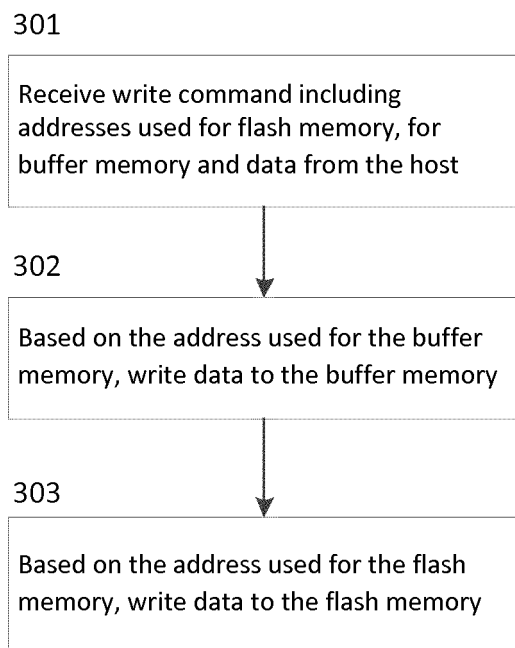 301
Receive write command including
addresses used for flash memory, for
buffer memory and data from the host
302
Based on the address used for the buffer
memory, write data to the buffer memory
303
Based on the address used for the flash
memory, write data to the flash memory